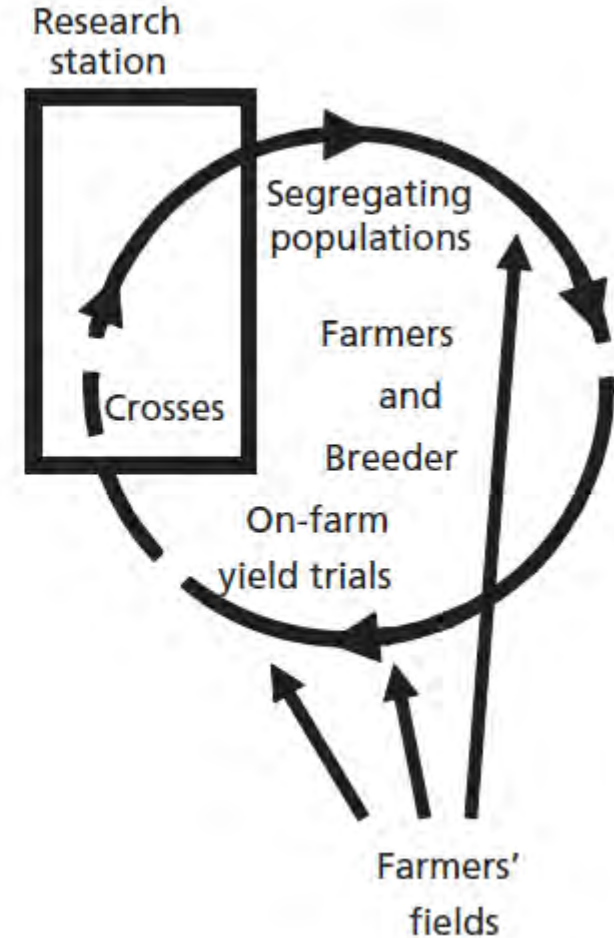 Research
station
Segregating
populations
Farmers
and
Crosses
Breeder
On-farm
yield trials
Farmers’
fields